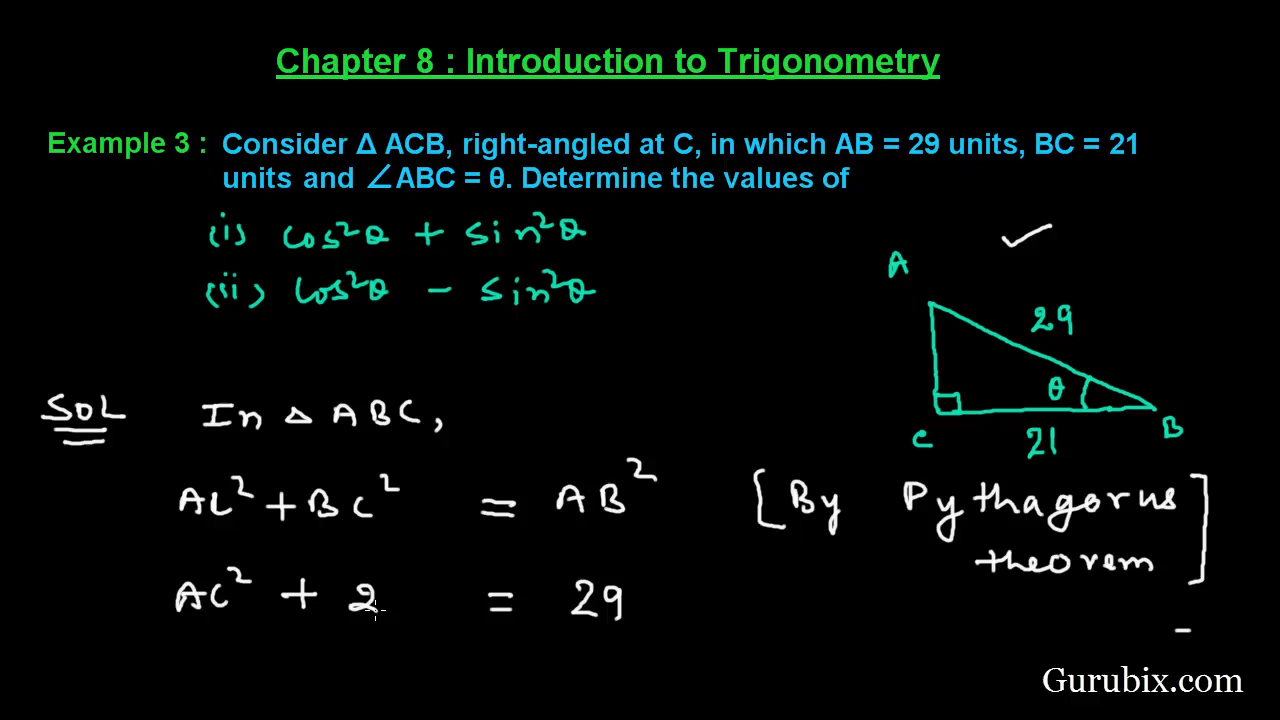 Chapter 8 : Introduction to Trigonometry
Example 3 : Consider Δ ACB, right-angled at C, in which AB = 29 units, BC = 21
units and ∠ABC = θ. Determine the values of
(i) cos²θ + sin²θ
(ii) cos²θ - sin²θ
A
29
θ
C
21
B
SOL In Δ ABC,
AC² + BC² = AB² [By Pythagorus
theorem]
AC² + 2 = 29
Gurubix.com